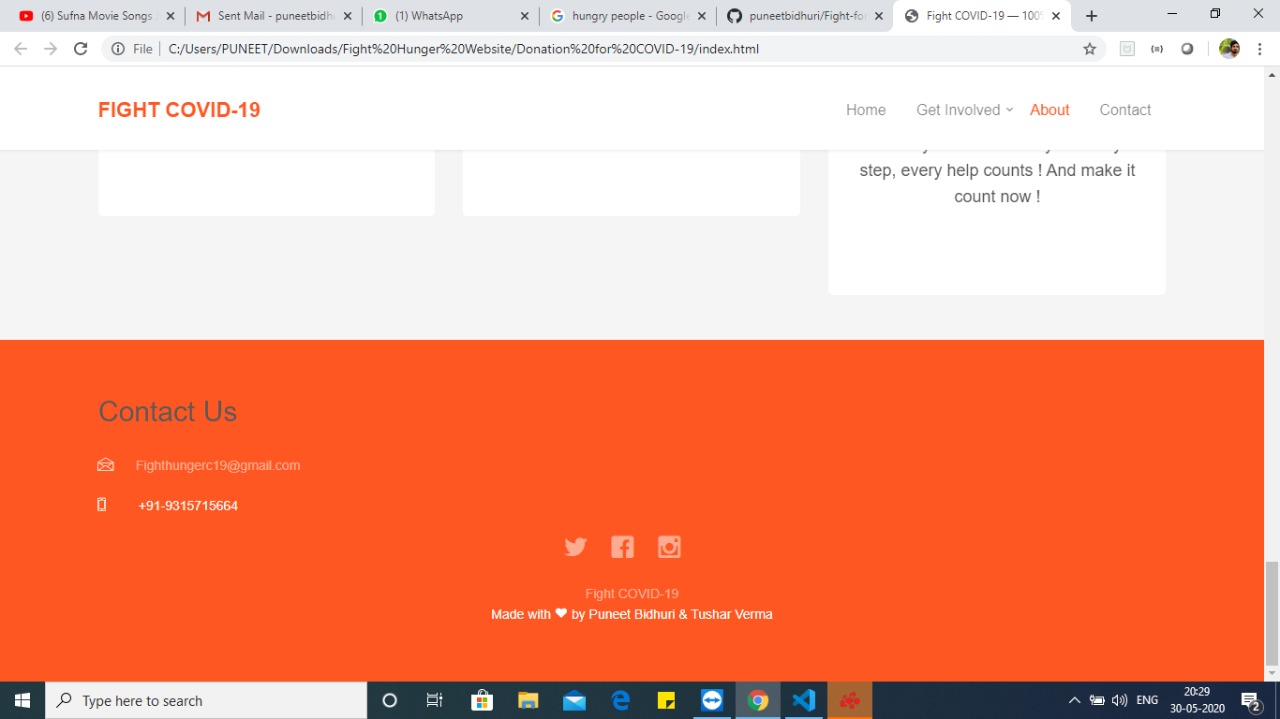 (6) Sufna Movie Songs
Sent Mail - puneetbidh
(1) WhatsApp
hungry people - Google
puneetbidhuri/Fight-for
Fight COVID-19 — 100%
File
C:/Users/PUNEET/Downloads/Fight%20Hunger%20Website/Donation%20for%20COVID-19/index.html
FIGHT COVID-19
Home
Get Involved
About
Contact
step, every help counts ! And make it
count now !
Contact Us
Fighthungerc19@gmail.com
+91-9315715664
Fight COVID-19
Made with ❤ by Puneet Bidhuri & Tushar Verma
Type here to search
ENG
20:29
30-05-2020
2